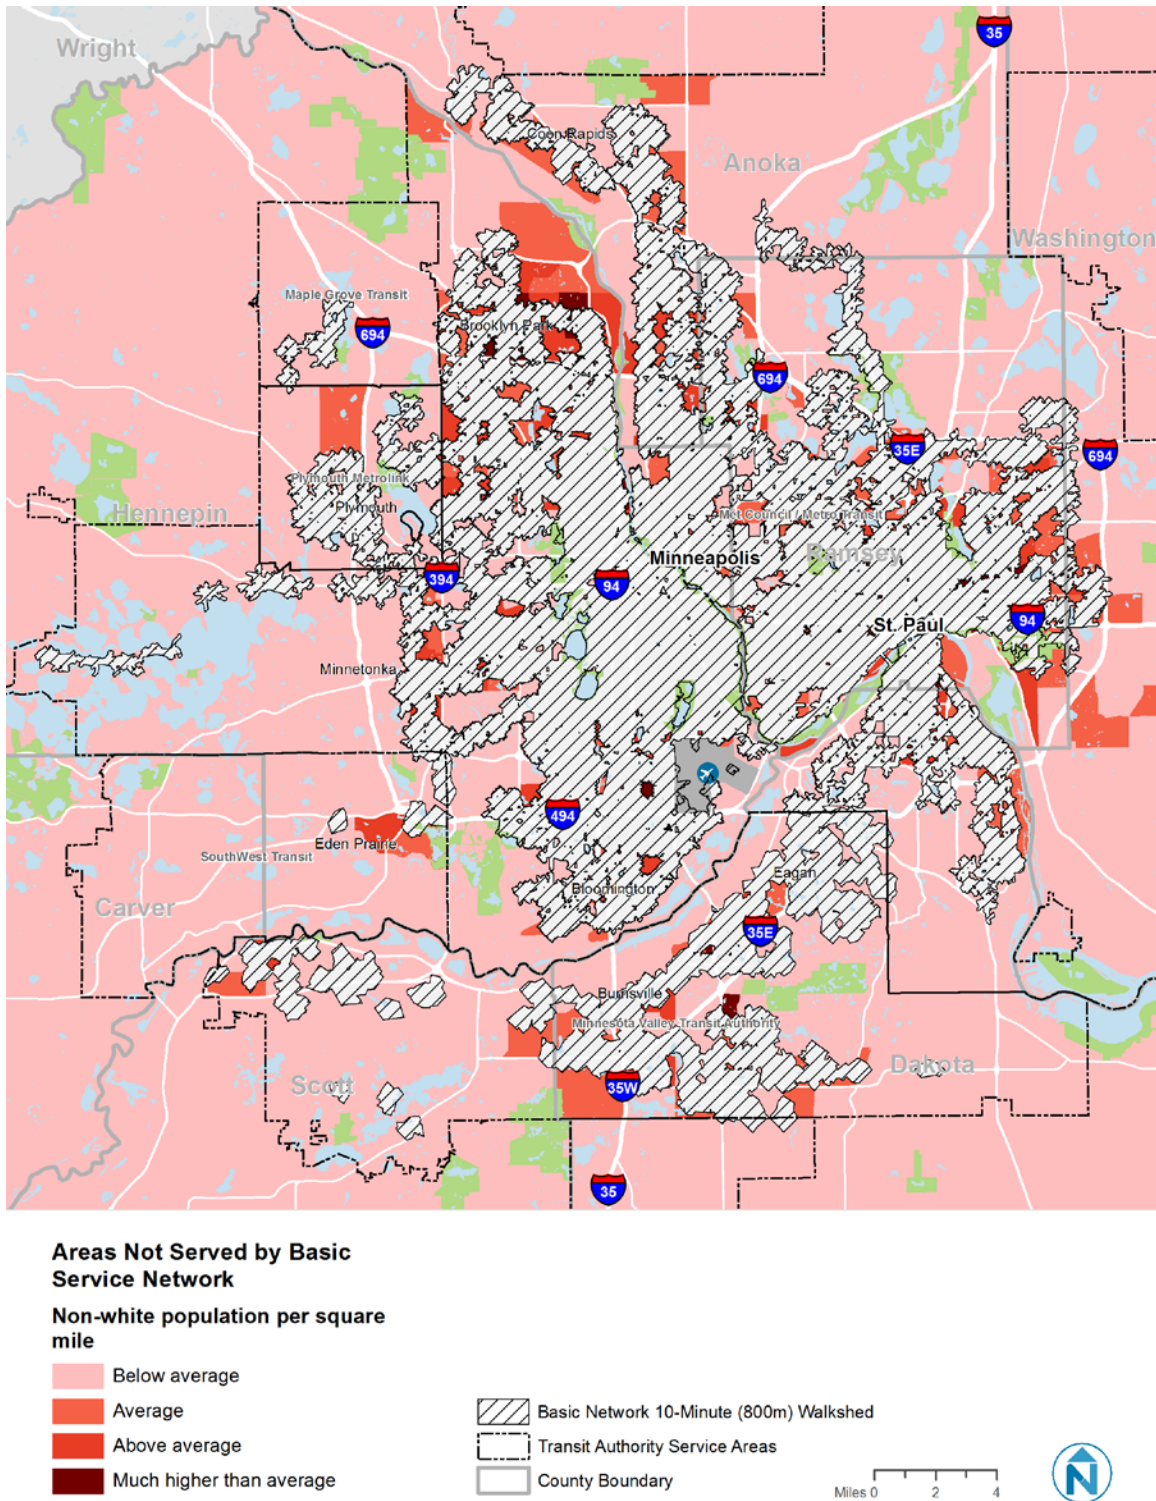 35
Wright
Coon Rapids
Anoka
Washington
Maple Grove Transit
694
Brooklyn Park
694
35E
694
Plymouth Metrolink
Plymouth
Hennepin
Met Council / Metro Transit
Minneapolis
Ramsey
394
94
St. Paul
94
Minnetonka
494
Eden Prairie
SouthWest Transit
Eagan
Bloomington
Carver
35E
Burnsville
Minnesota Valley Transit Authority
Dakota
Scott
35W
35
Areas Not Served by Basic
Service Network
Non-white population per square
mile
Below average
Average
Above average
Much higher than average
Basic Network 10-Minute (800m) Walkshed
Transit Authority Service Areas
County Boundary
Miles 0 2 4
N